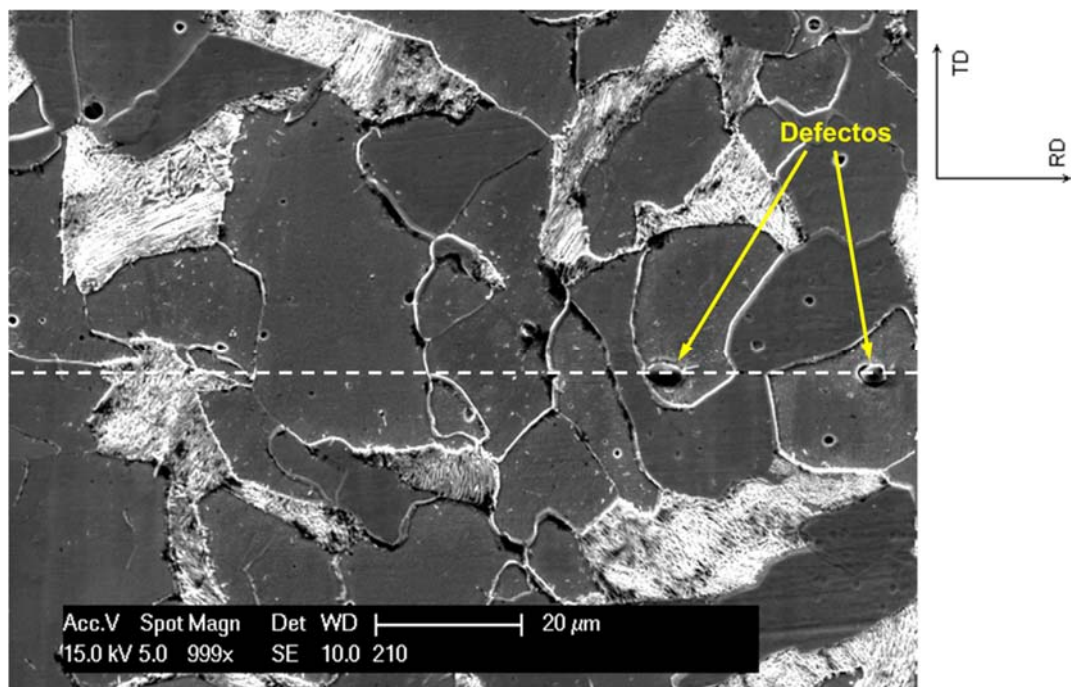 TD
Defectos
RD
Acc.V Spot Magn Det WD 20 μm
15.0 kV 5.0 999x SE 10.0 210